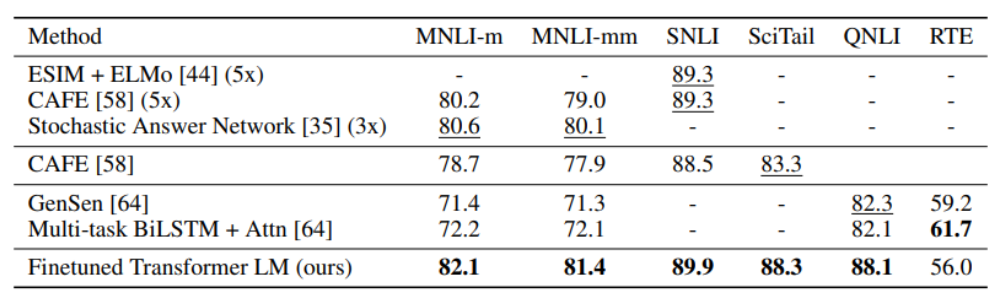 Method MNLI-m MNLI-mm SNLI SciTail QNLI RTE
ESIM + ELMo [44] (5x) - - 89.3 - - -
CAFE [58] (5x) 80.2 79.0 89.3 - - -
Stochastic Answer Network [35] (3x) 80.6 80.1 - - - -
CAFE [58] 78.7 77.9 88.5 83.3
GenSen [64] 71.4 71.3 - - 82.3 59.2
Multi-task BiLSTM + Attn [64] 72.2 72.1 - - 82.1 61.7
Finetuned Transformer LM (ours) 82.1 81.4 89.9 88.3 88.1 56.0